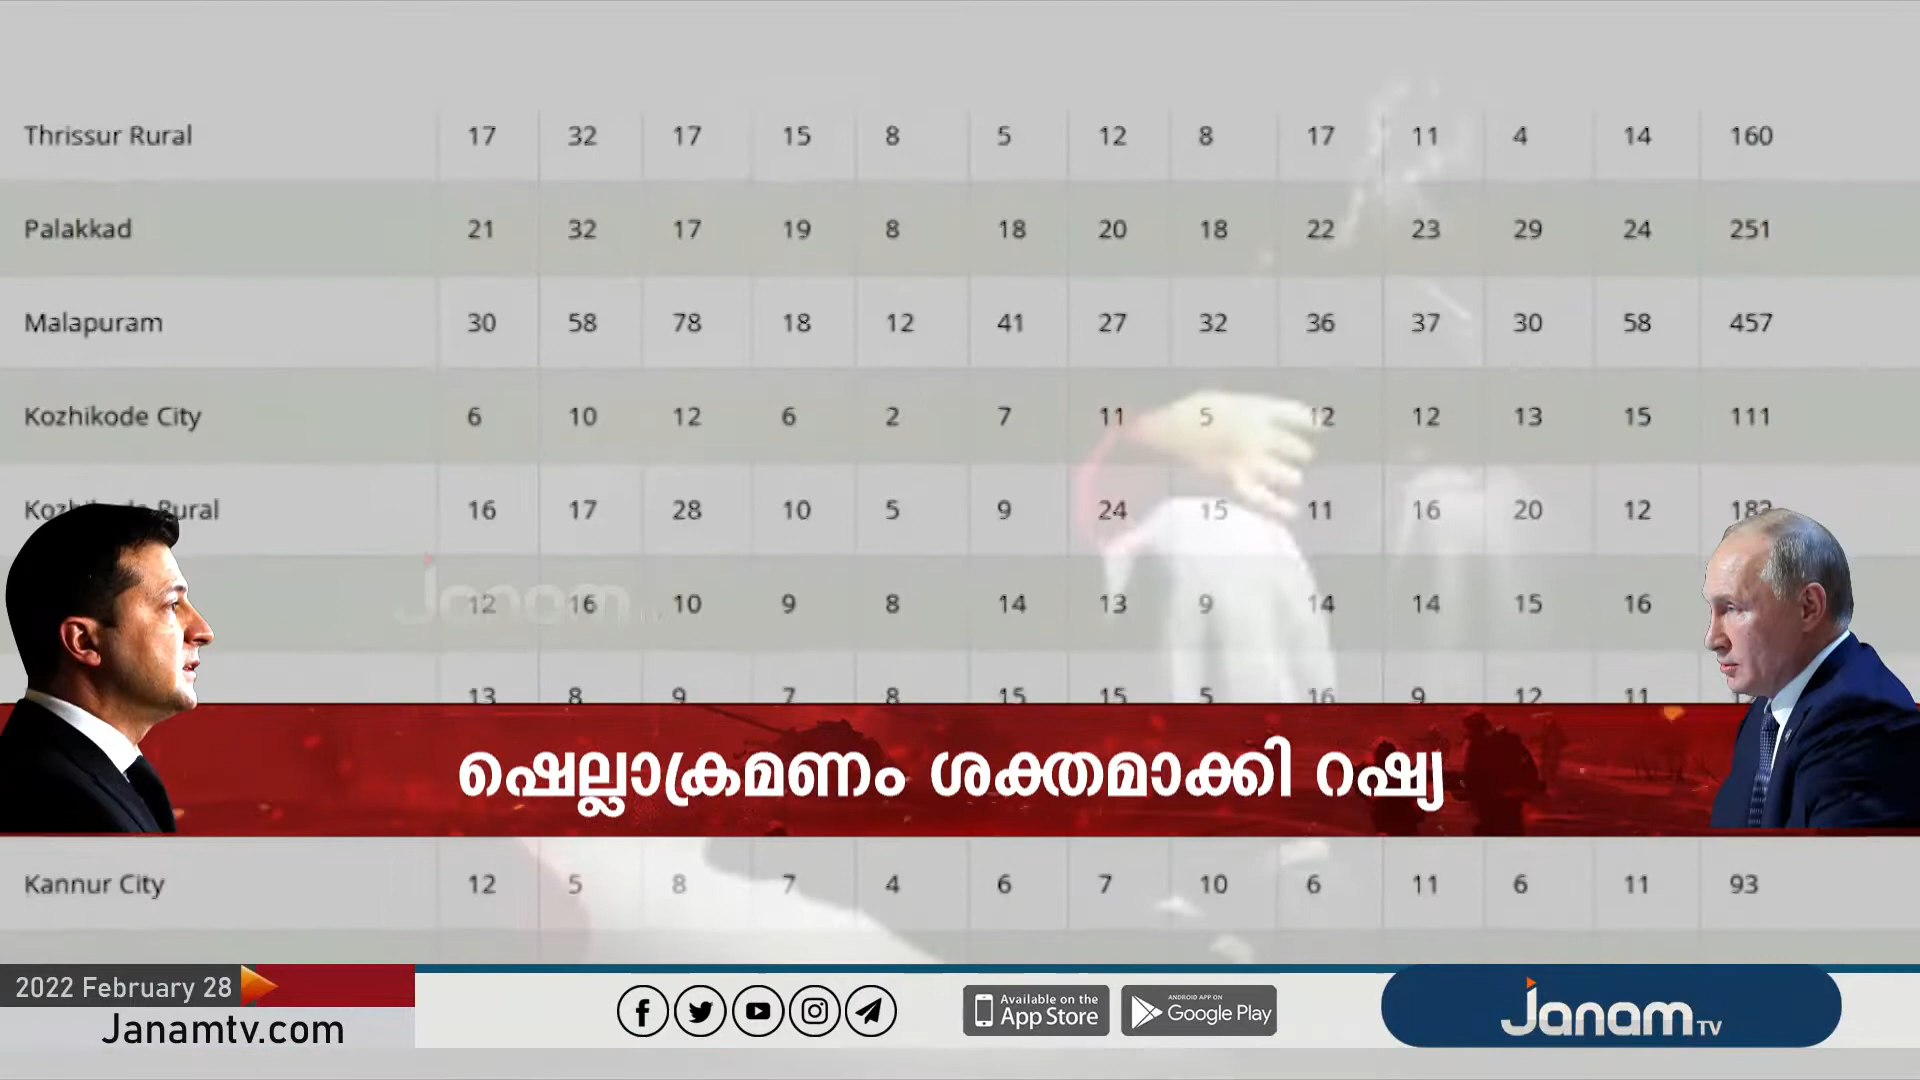 Thrissur Rural 17 32 17 15 8 5 12 8 17 11 4 14 160
Palakkad 21 32 17 19 8 18 20 18 22 23 29 24 251
Malapuram 30 58 78 18 12 41 27 32 36 37 30 58 457
Kozhikode City 6 10 12 6 2 7 11 5 12 12 13 15 111
Rural 16 17 28 10 5 9 24 15 11 16 20 12
12 16 10 9 8 14 13 9 14 14 15 16
Janam TV
13 8 9 7 8 15 15 5 16 9 12 11
ഷെല്ലാക്രമണം ശക്തമാക്കി റഷ്യ
Kannur City 12 5 8 7 4 6 7 10 6 11 6 11 93
2022 February 28
Janamtv.com
Available on the
App Store
ANDROID APP ON
Google Play
Janam TV